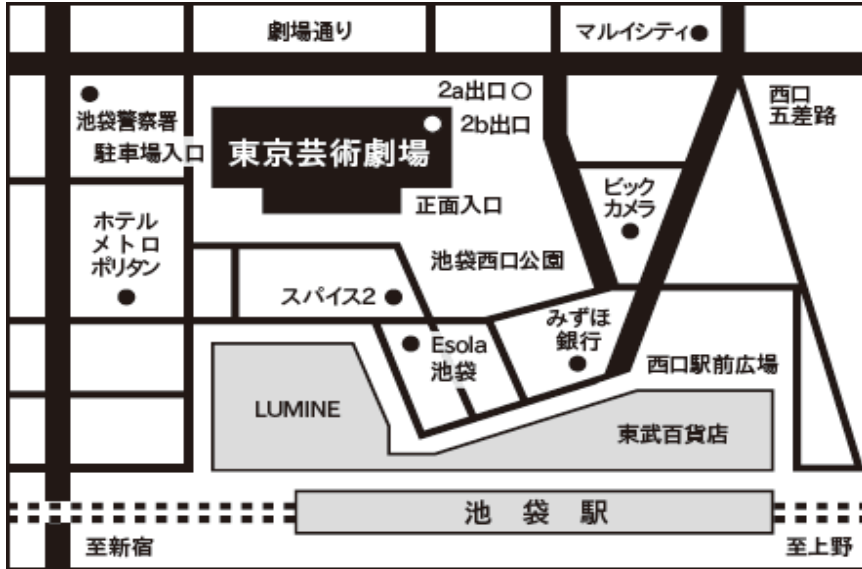 劇場通り
マルイシティ
2a出口
西口
五差路
池袋警察署
2b出口
駐車場入口
東京芸術劇場
ビック
カメラ
正面入口
ホテル
メトロ
ポリタン
池袋西口公園
スパイス2
みずほ
銀行
Esola
池袋
西口駅前広場
LUMINE
東武百貨店
池袋駅
至新宿
至上野